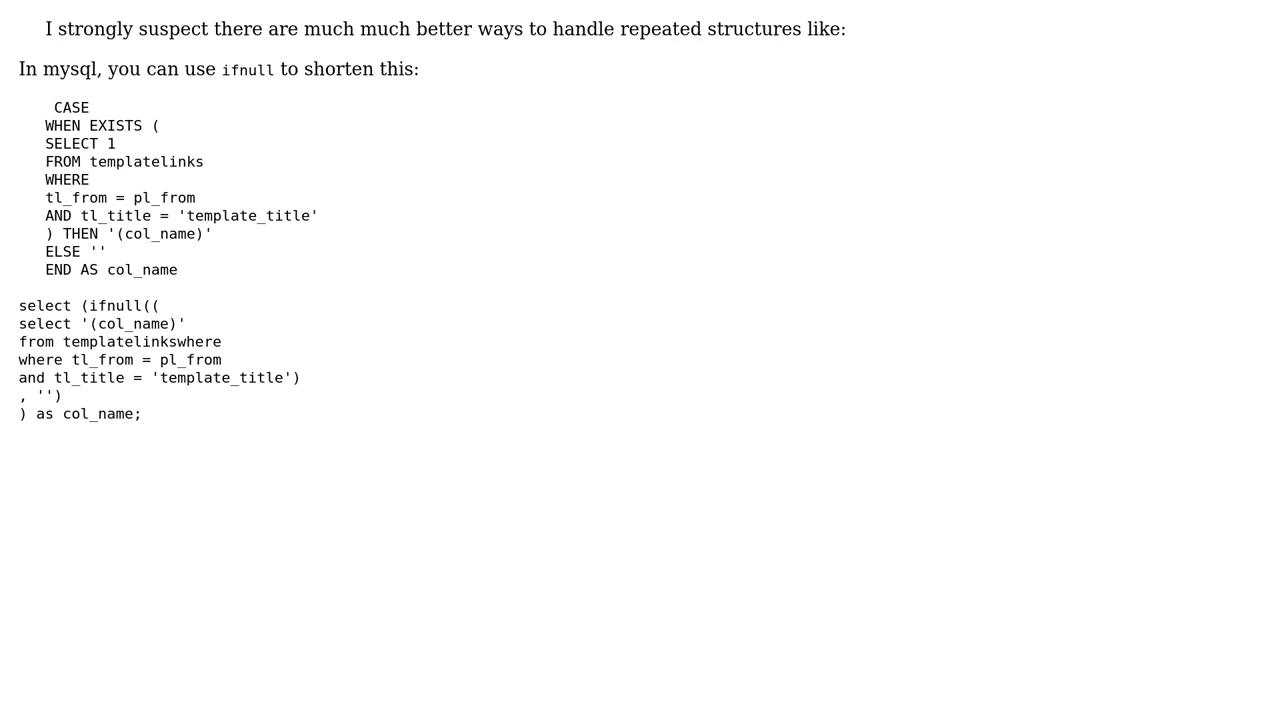 I strongly suspect there are much much better ways to handle repeated structures like:
In mysql, you can use ifnull to shorten this:
CASE
WHEN EXISTS (
SELECT 1
FROM templatelinks
WHERE
tl_from = pl_from
AND tl_title = 'template_title'
) THEN '(col_name)'
ELSE ''
END AS col_name
select (ifnull((
select '(col_name)'
from templatelinkswhere
where tl_from = pl_from
and tl_title = 'template_title')
, '')
) as col_name;